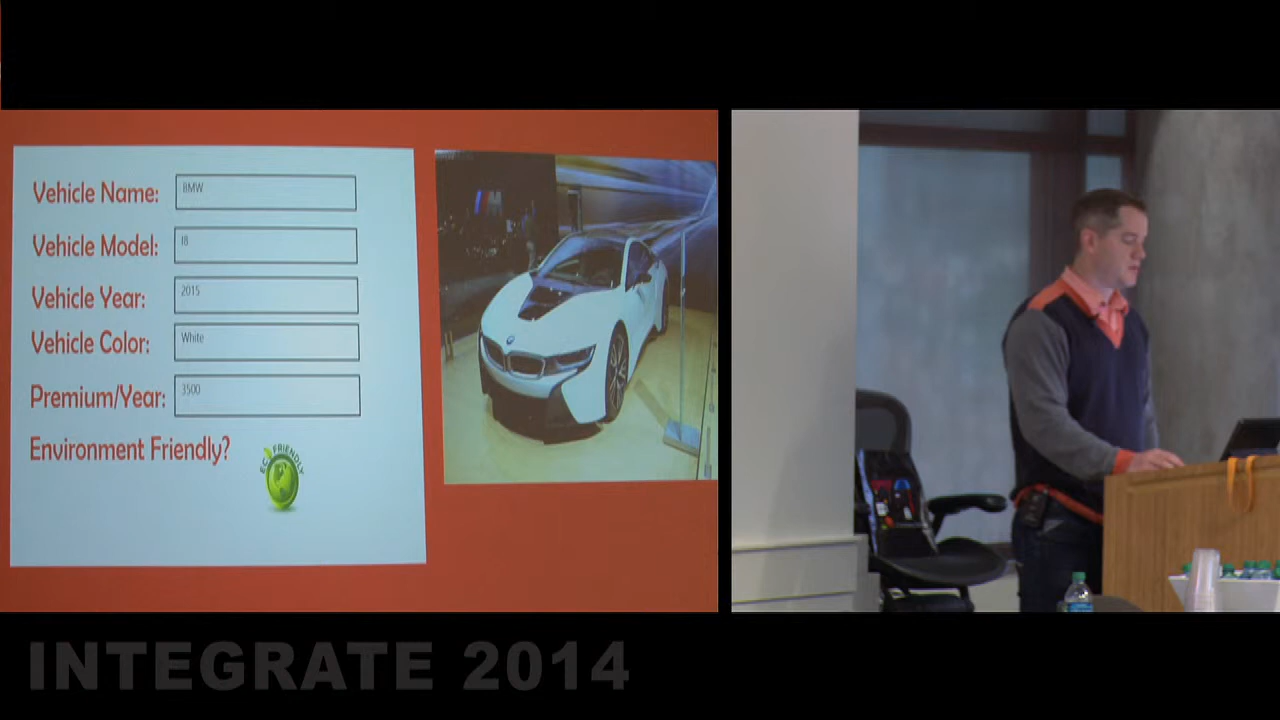 Vehicle Name: BMW
Vehicle Model: I8
Vehicle Year: 2015
Vehicle Color: White
Premium/Year: 3500
Environment Friendly?
ECO FRIENDLY
INTEGRATE 2014